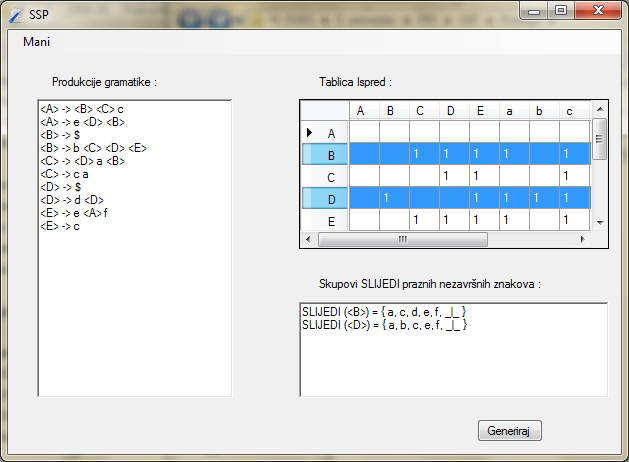 SSP
Mani
Produkcije gramatike :
<A> -> <B> <C> c
<A> -> e <D> <B>
<B> -> $
<B> -> b <C> <D> <E>
<C> -> <D> a <B>
<C> -> c a
<D> -> $
<D> -> d <D>
<E> -> e <A> f
<E> -> c
Tablica Ispred :
A B C D E a b c
A
B 1 1 1 1 1
C 1 1 1
D 1 1 1 1 1
E 1 1 1 1 1
Skupovi SLIJEDI praznih nezavršnih znakova :
SLIJEDI (<B>) = { a, c, d, e, f, _|_ }
SLIJEDI (<D>) = { a, b, c, e, f, _|_ }
Generiraj